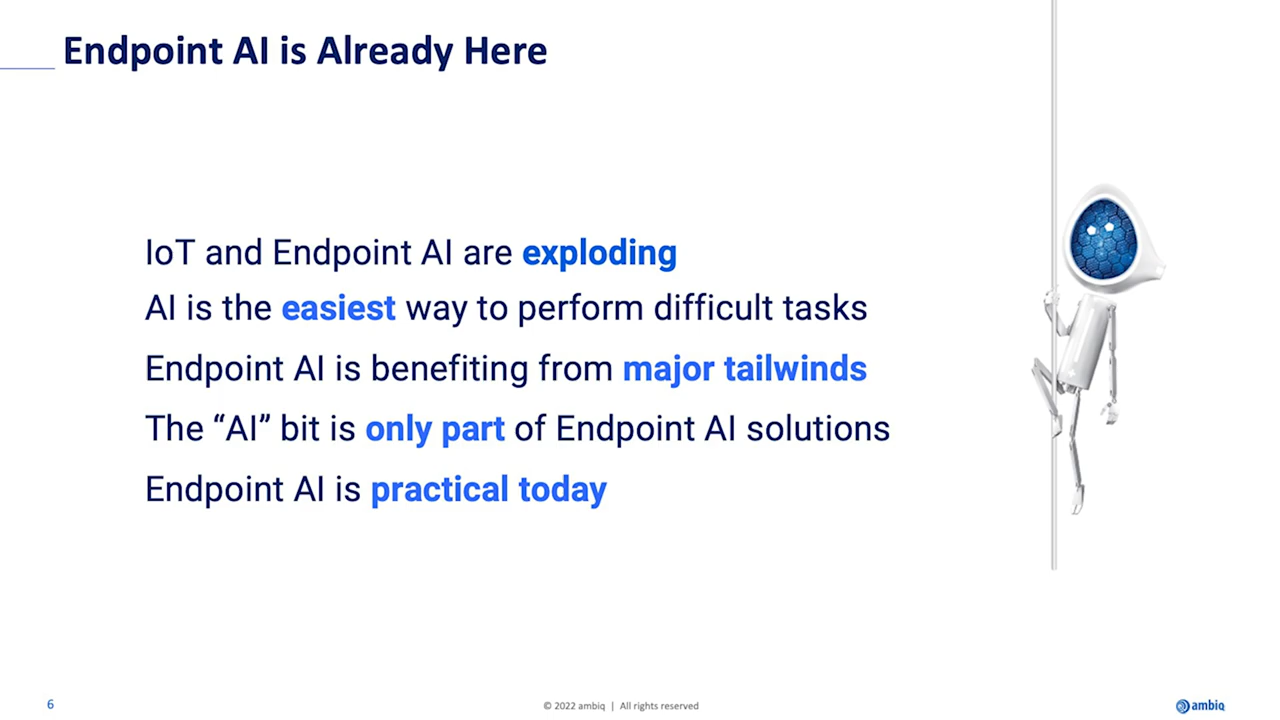 Endpoint AI is Already Here
IoT and Endpoint AI are exploding
AI is the easiest way to perform difficult tasks
Endpoint AI is benefiting from major tailwinds
The “AI” bit is only part of Endpoint AI solutions
Endpoint AI is practical today
6
© 2022 ambiq | All rights reserved
ambiq